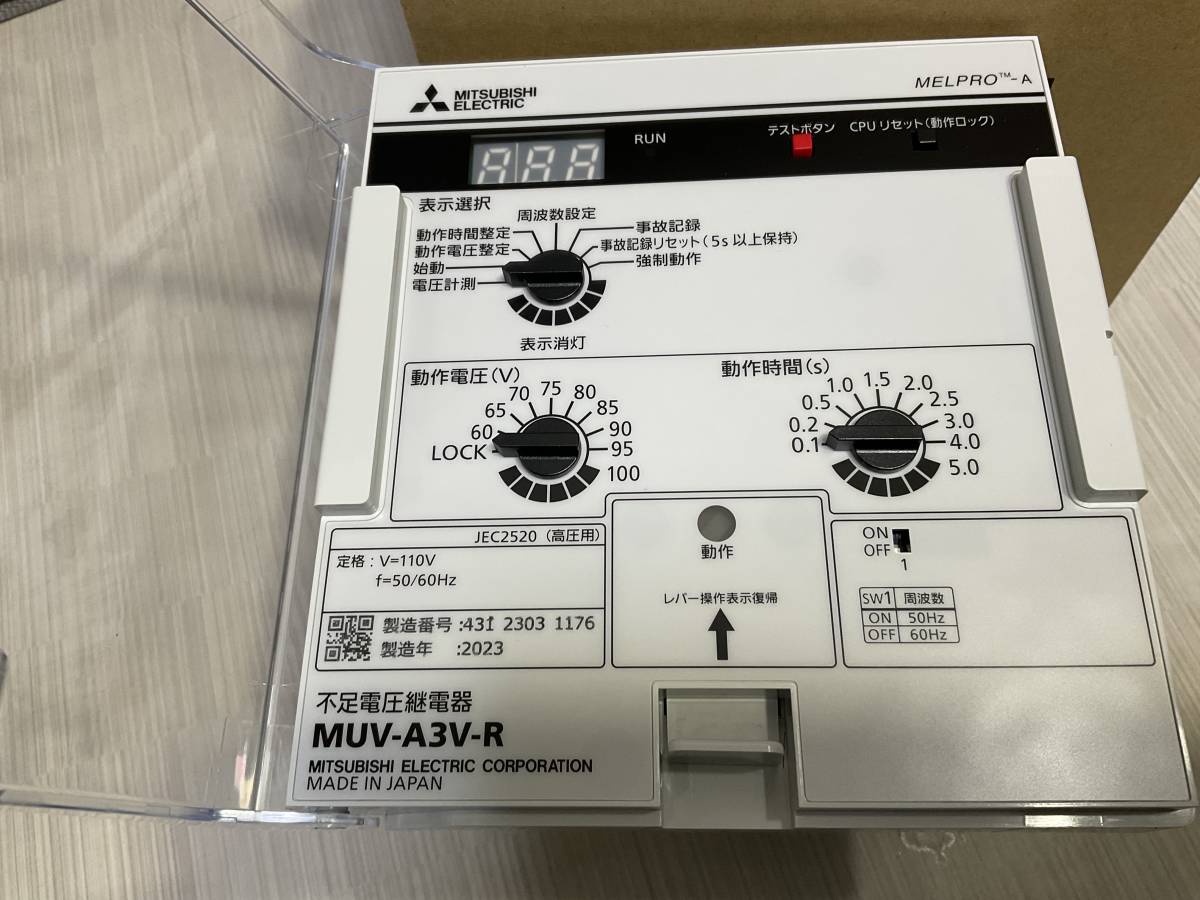 MITSUBISHI
ELECTRIC
MELPRO™-A
888
RUN
テストボタン
CPU リセット(動作ロック)
表示選択
周波数設定
動作時間整定
動作電圧整定
始動
電圧計測
事故記録
事故記録リセット(5s 以上保持)
強制動作
表示消灯
動作電圧(V)
LOCK
60
65
70
75
80
85
90
95
100
動作時間(s)
0.1
0.2
0.5
1.0
1.5
2.0
2.5
3.0
4.0
5.0
JEC2520 (高圧用)
定格:V=110V
f=50/60Hz
製造番号 :431 2303 1176
製造年 :2023
動作
レバー操作表示復帰
ON
OFF
1
SW1 周波数
ON 50Hz
OFF 60Hz
不足電圧継電器
MUV-A3V-R
MITSUBISHI ELECTRIC CORPORATION
MADE IN JAPAN